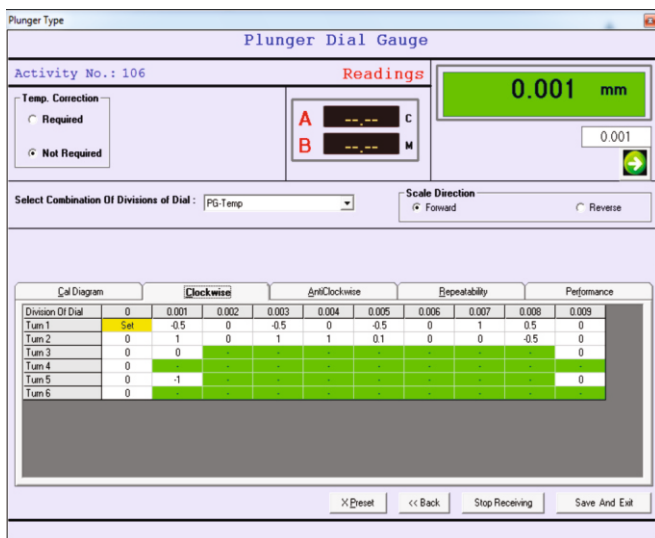 Plunger Type
Plunger Dial Gauge
Activity No.: 106
Readings
0.001 mm
Temp. Correction
Required
Not Required
A --.-- C
B --.-- M
0.001
Select Combination Of Divisions of Dial : PG-Temp
Scale Direction
Forward Reverse
Cal Diagram Clockwise AntiClockwise Repeatability Performance
Division Of Dial 0 0.001 0.002 0.003 0.004 0.005 0.006 0.007 0.008 0.009
Turn 1 Set -0.5 0 -0.5 0 -0.5 0 1 0.5 0
Turn 2 0 1 0 1 1 0.1 0 0 -0.5 0
Turn 3 0 0 - - - - - - - 0
Turn 4 0 - - - - - - - - -
Turn 5 0 -1 - - - - - - - 0
Turn 6 0 - - - - - - - - -
X Preset << Back Stop Receiving Save And Exit